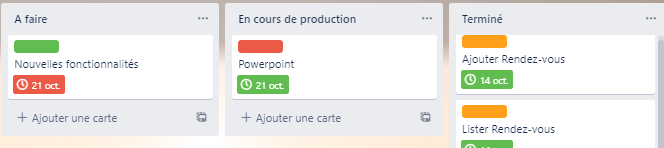 A faire
Nouvelles fonctionnalités
21 oct.
Ajouter une carte
En cours de production
Powerpoint
21 oct.
Ajouter une carte
Terminé
Ajouter Rendez-vous
14 oct.
Lister Rendez-vous